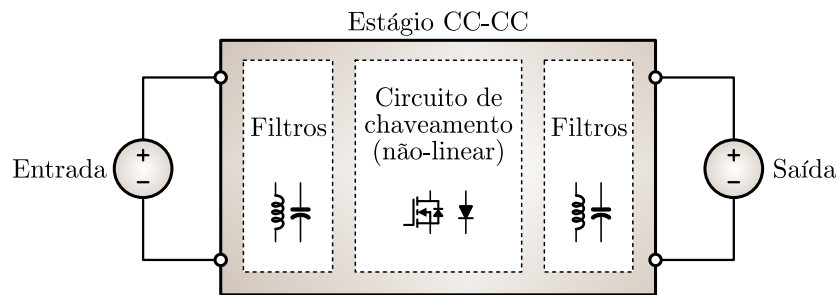 Estágio CC-CC
Filtros
Circuito de
chaveamento
(não-linear)
Filtros
Entrada
+
−
+
−
Saída